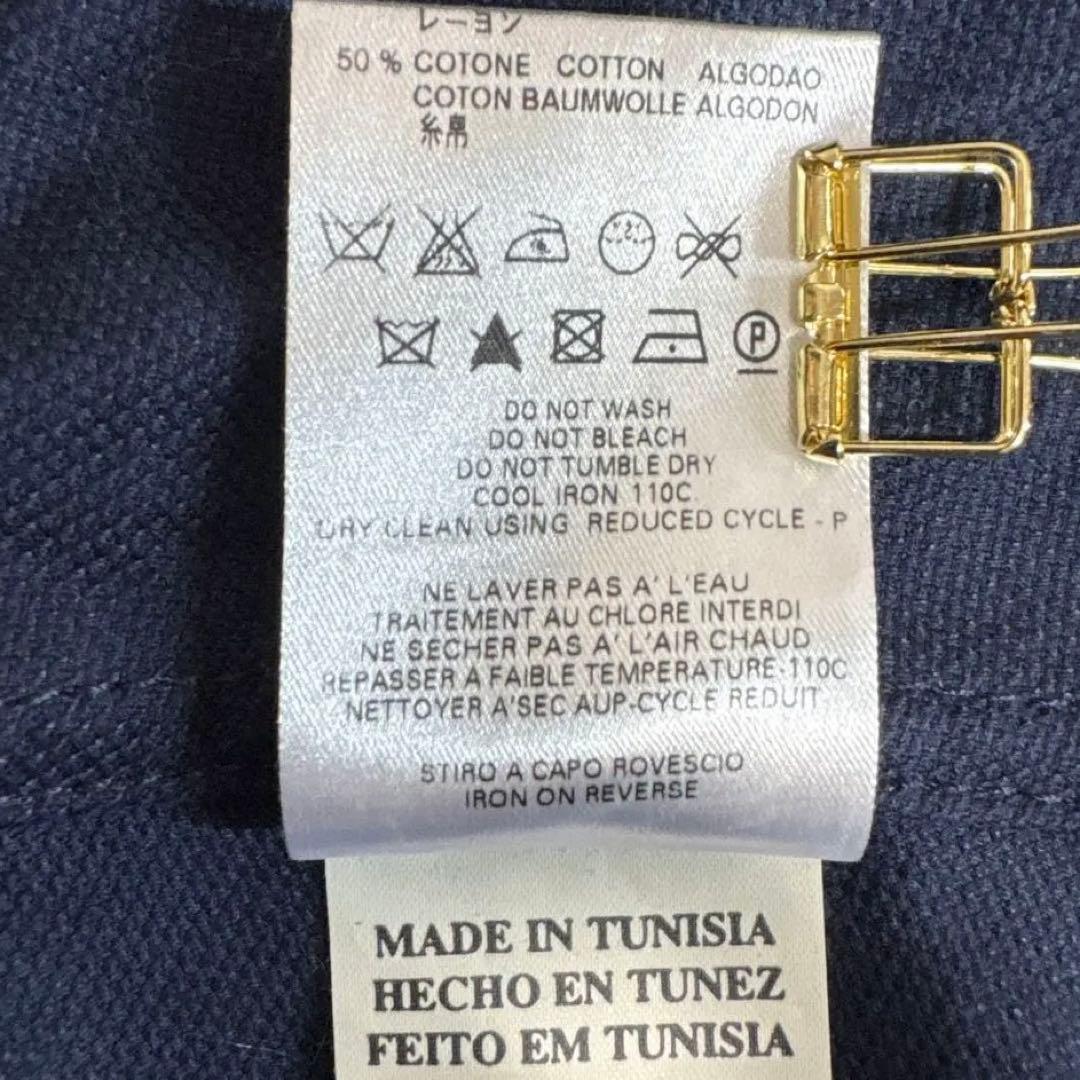 レーヨン
50 % COTONE COTTON ALGODAO
COTON BAUMWOLLE ALGODON
糸帛
DO NOT WASH
DO NOT BLEACH
DO NOT TUMBLE DRY
COOL IRON 110C
DRY CLEAN USING REDUCED CYCLE - P
P
NE LAVER PAS A' L'EAU
TRAITEMENT AU CHLORE INTERDI
NE SECHER PAS A' L'AIR CHAUD
REPASSER A FAIBLE TEMPERATURE-110C
NETTOYER A'SEC AUP-CYCLE REDUIT
STIRO A CAPO ROVESCIO
IRON ON REVERSE
MADE IN TUNISIA
HECHO EN TUNEZ
FEITO EM TUNISIA